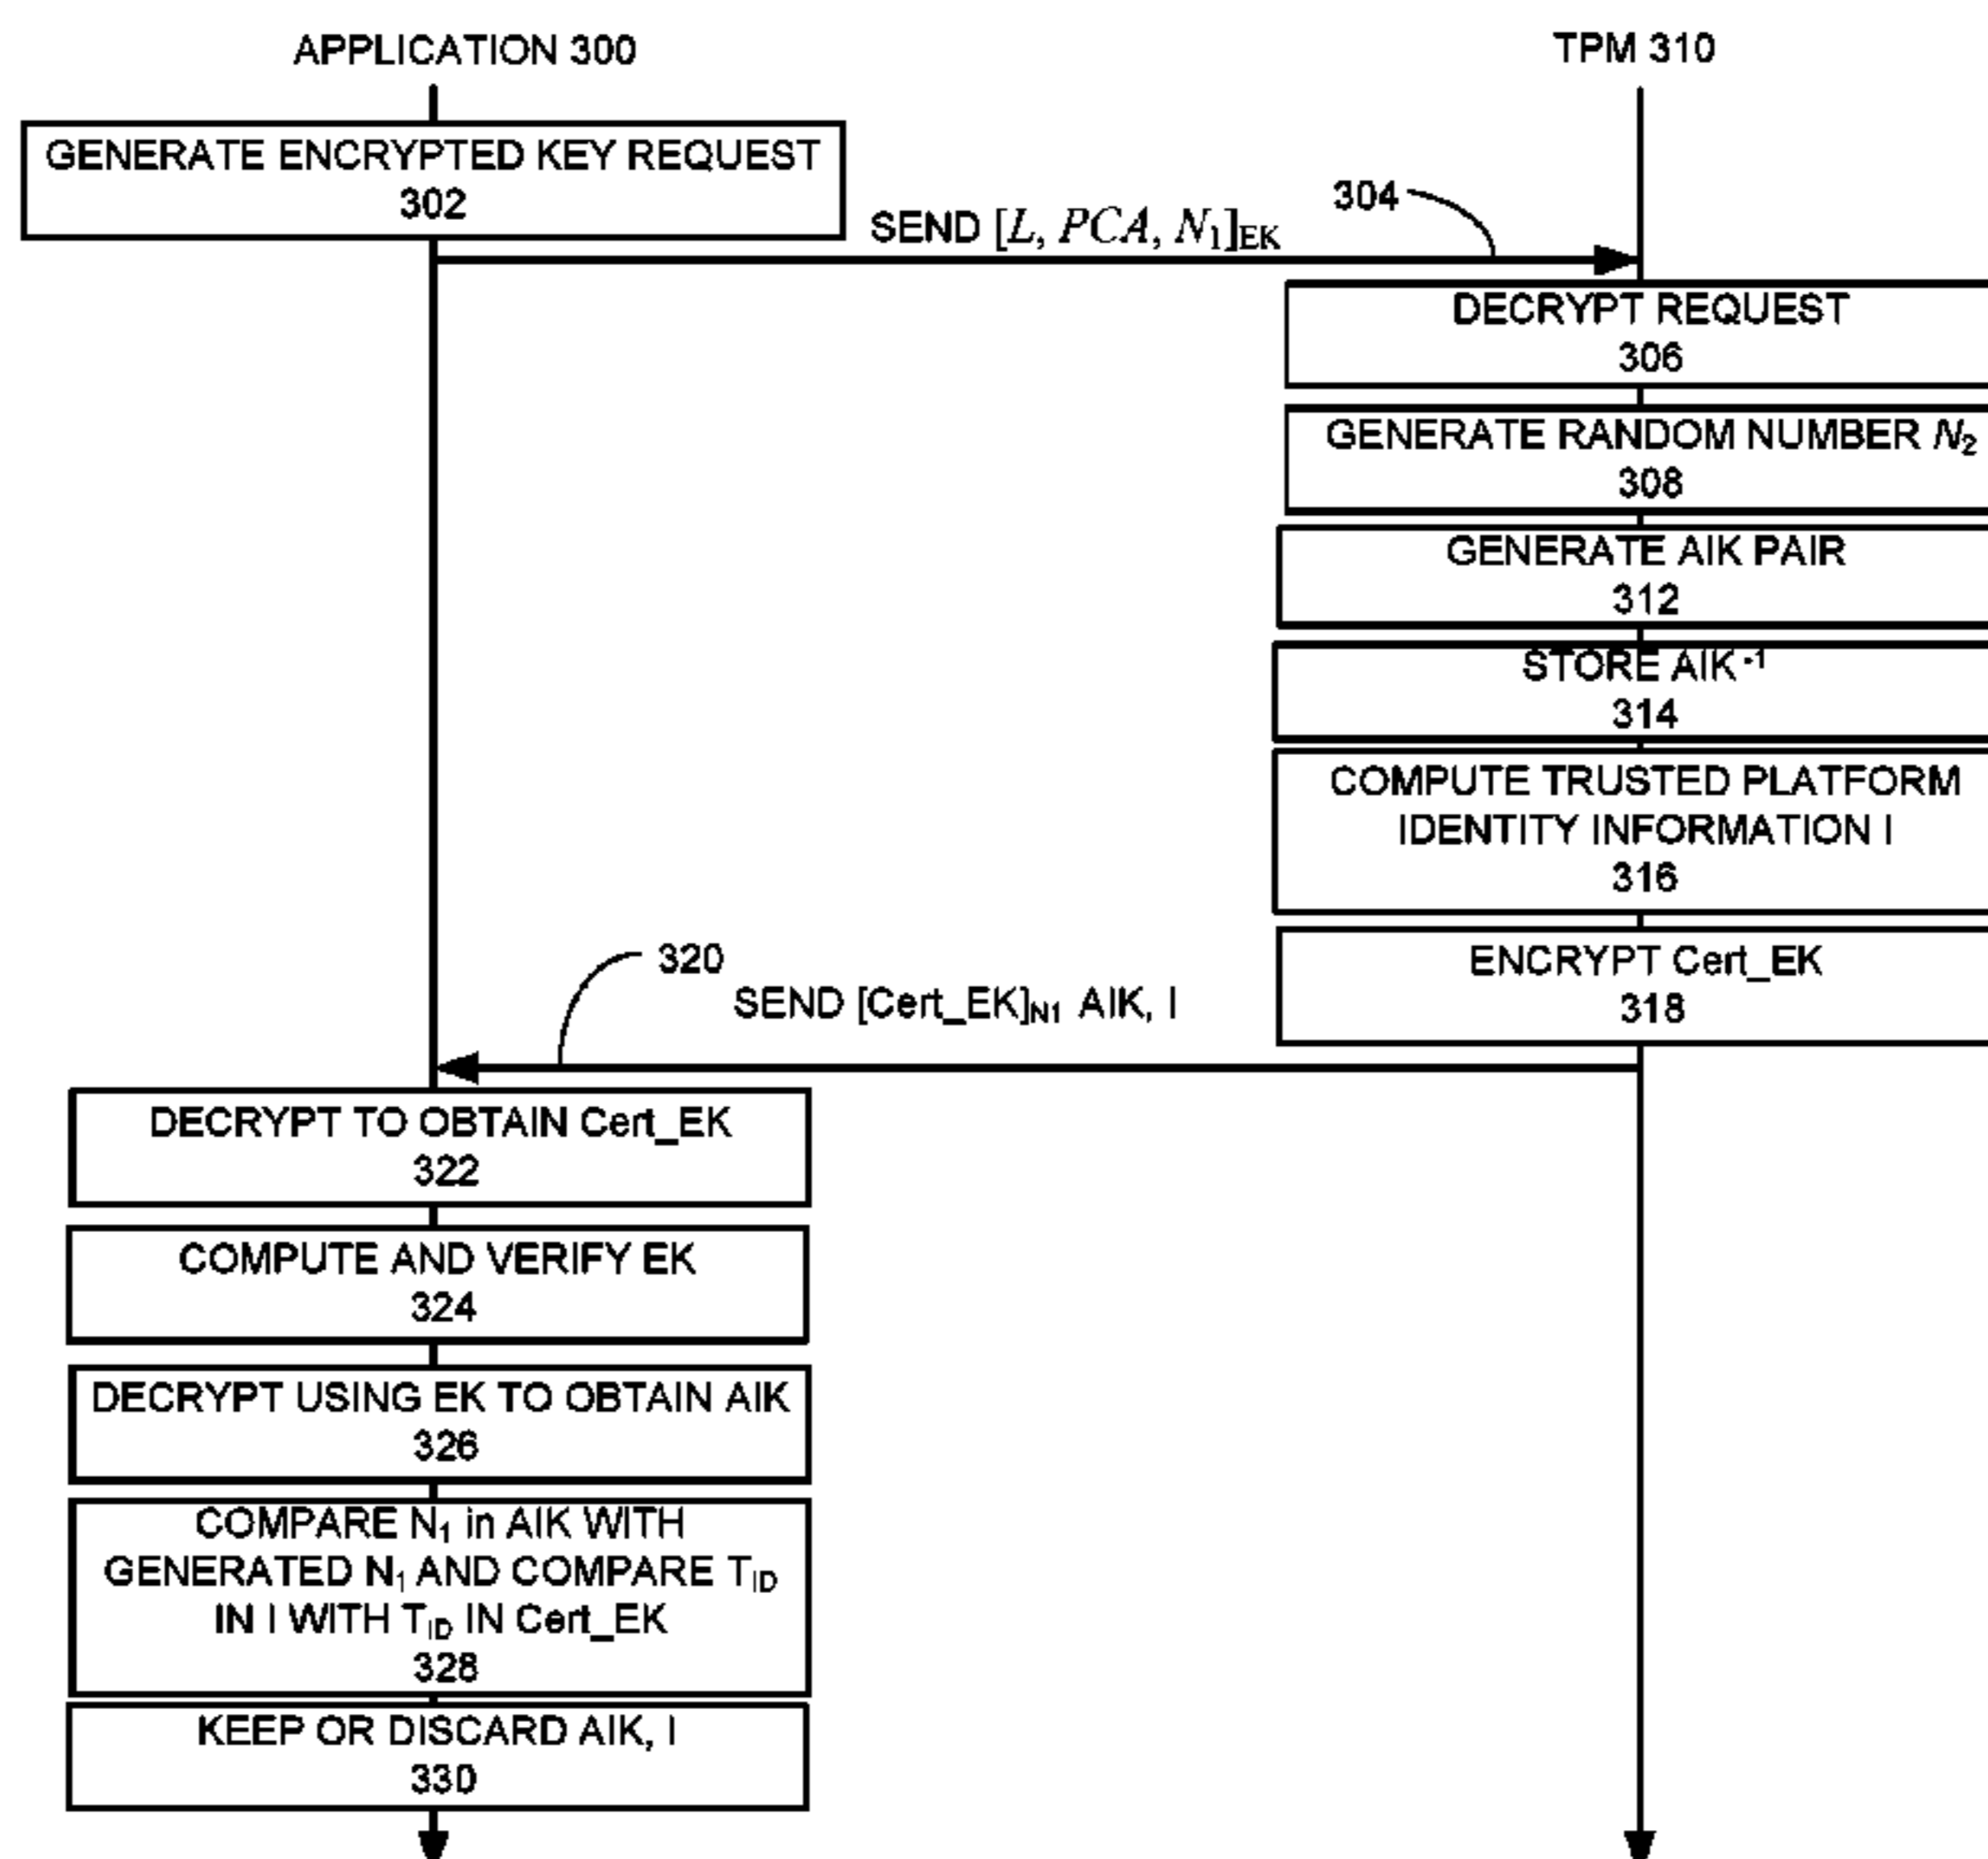 APPLICATION 300
TPM 310
GENERATE ENCRYPTED KEY REQUEST
302
304
SEND [L, PCA, N₁]EK
DECRYPT REQUEST
306
GENERATE RANDOM NUMBER N₂
308
GENERATE AIK PAIR
312
STORE AIK⁻¹
314
COMPUTE TRUSTED PLATFORM
IDENTITY INFORMATION I
316
ENCRYPT Cert_EK
318
320
SEND [Cert_EK]N1 AIK, I
DECRYPT TO OBTAIN Cert_EK
322
COMPUTE AND VERIFY EK
324
DECRYPT USING EK TO OBTAIN AIK
326
COMPARE N₁ in AIK WITH
GENERATED N₁ AND COMPARE TID
IN I WITH TID IN Cert_EK
328
KEEP OR DISCARD AIK, I
330